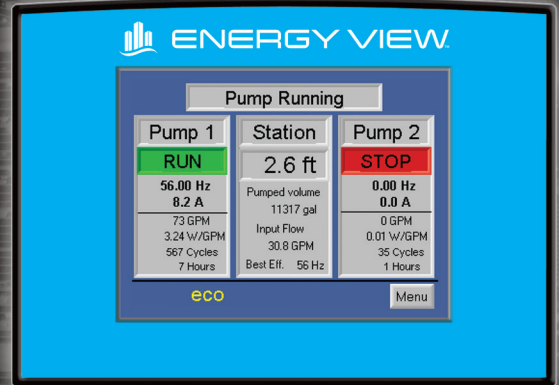 ENERGY VIEW
Pump Running
Pump 1
RUN
56.00 Hz
8.2 A
73 GPM
3.24 W/GPM
567 Cycles
7 Hours
Station
2.6 ft
Pumped volume
11317 gal
Input Flow
30.8 GPM
Best Eff. 56 Hz
Pump 2
STOP
0.00 Hz
0.0 A
0 GPM
0.01 W/GPM
35 Cycles
1 Hours
eco
Menu